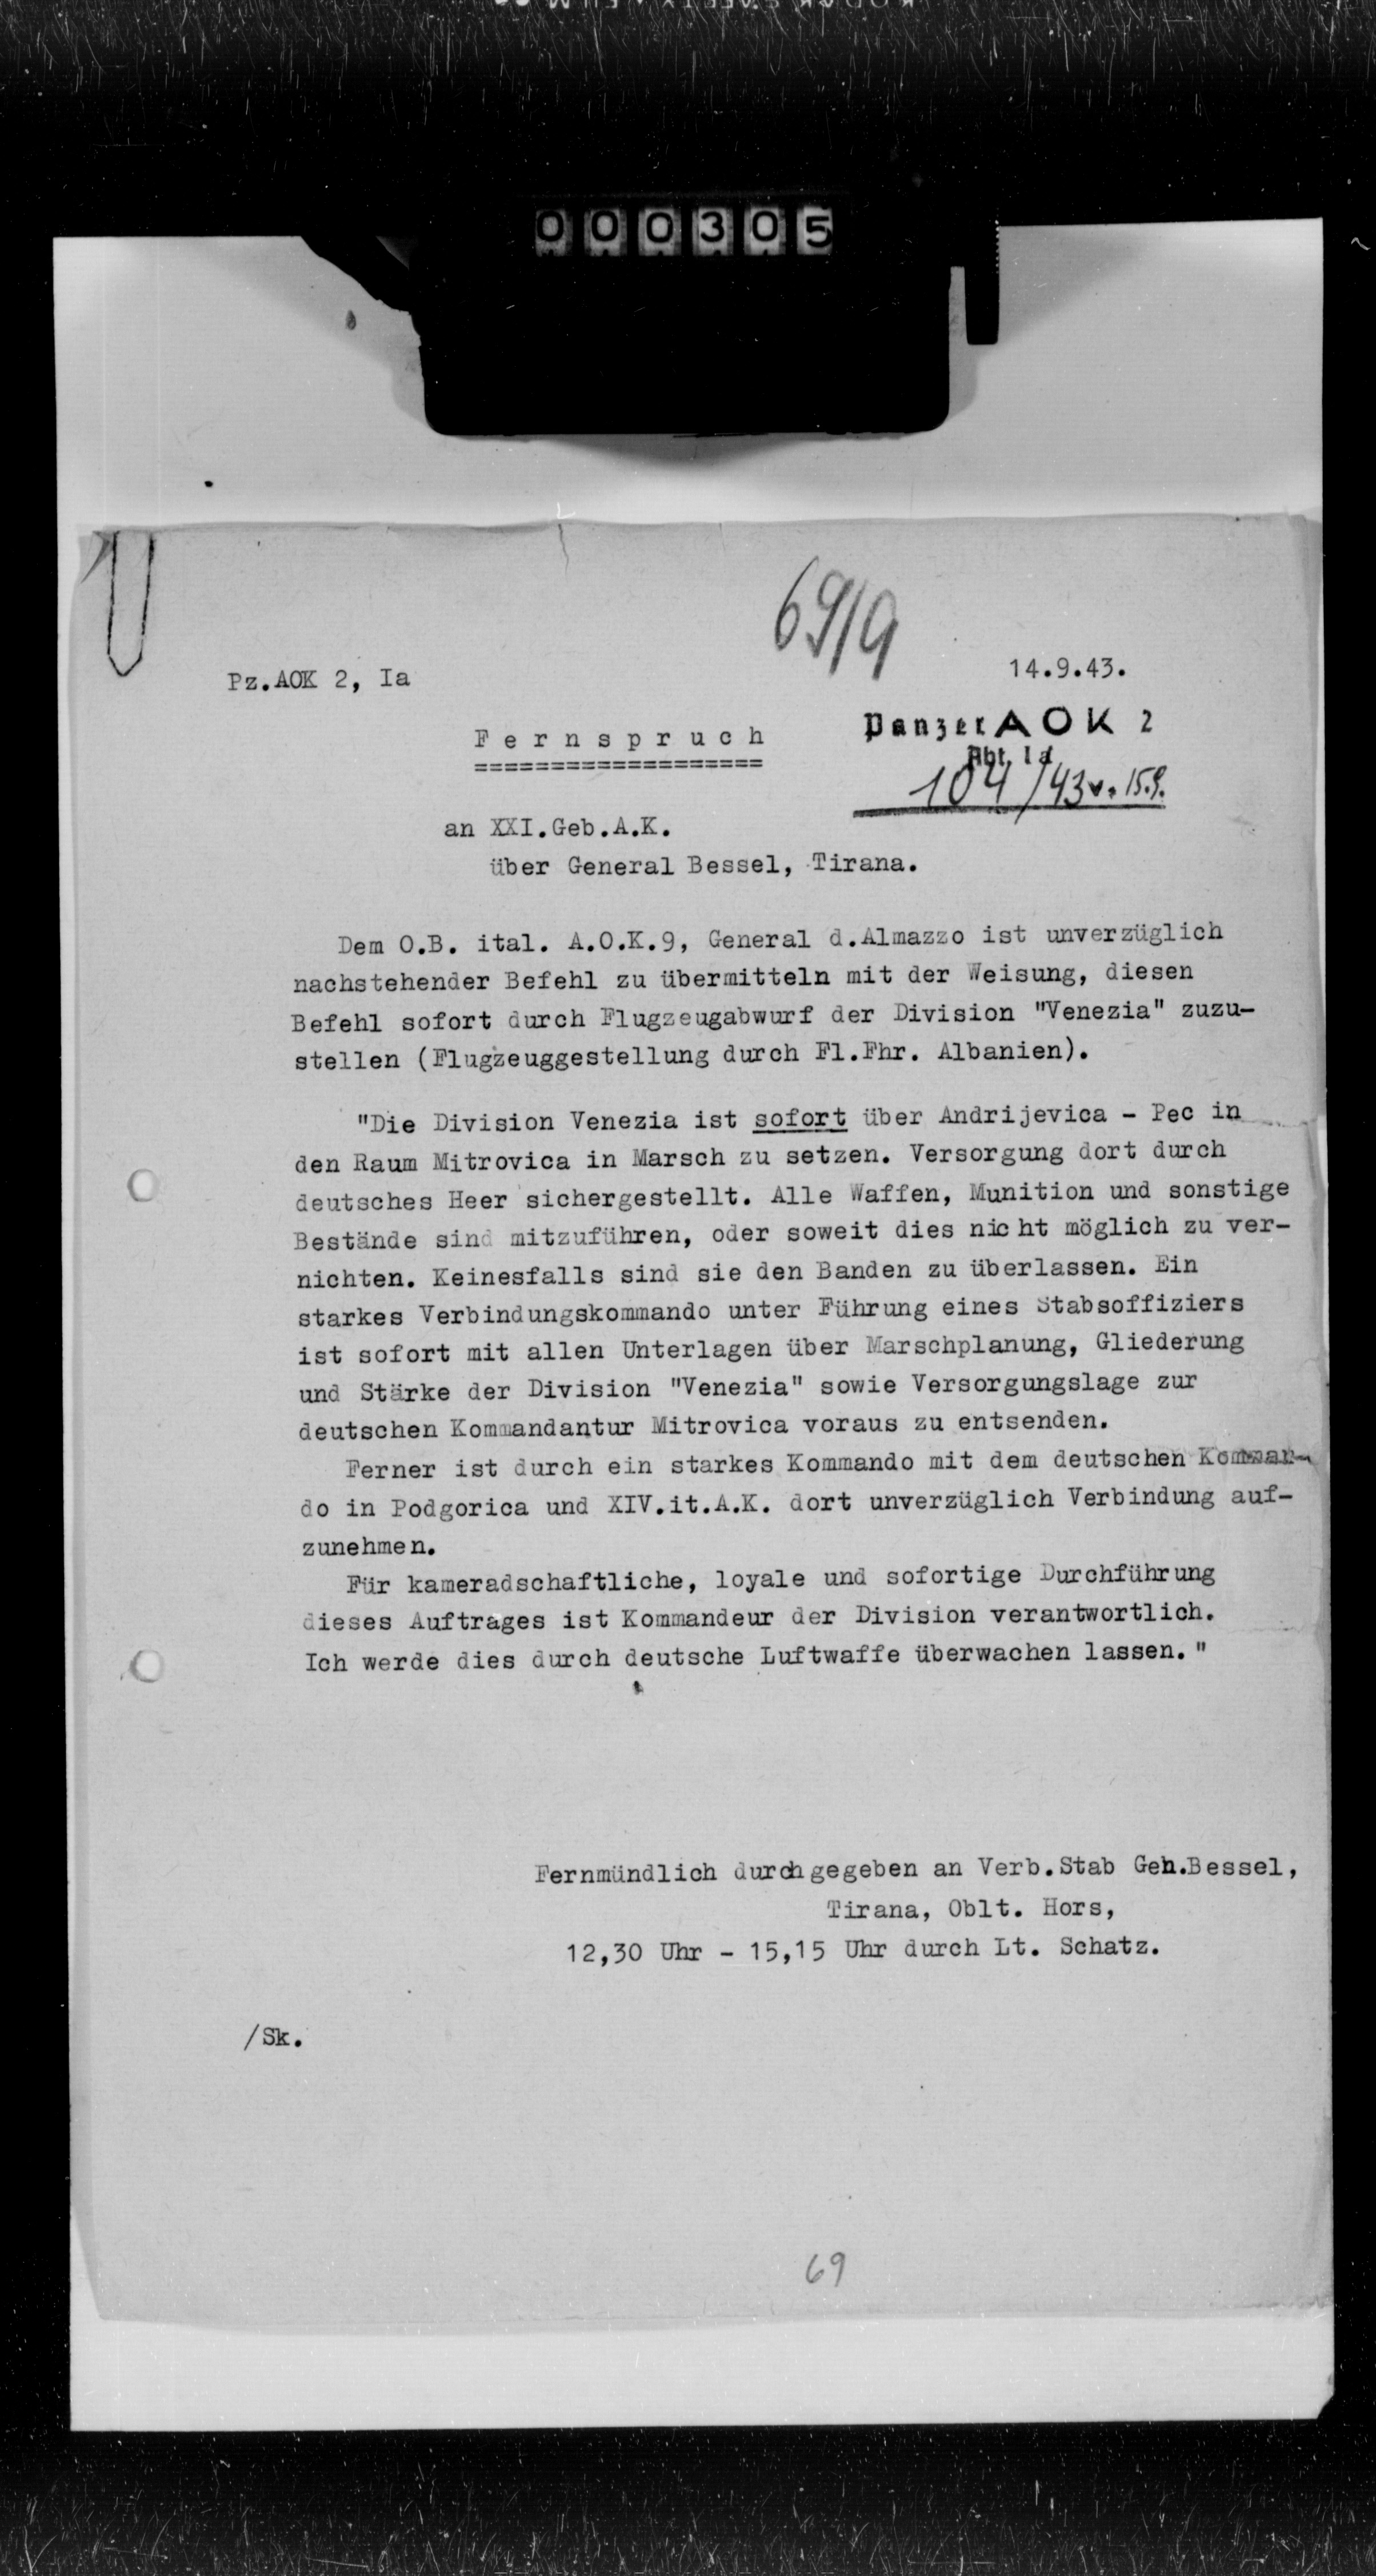 000305
69/9
Pz.AOK 2, Ia
14.9.43.
Fernspruch
==================
Panzer AOK 2
Abt. Ia
104/43 v. 15.9.
an XXI.Geb.A.K.
über General Bessel, Tirana.
Dem O.B. ital. A.O.K.9, General d.Almazzo ist unverzüglich
nachstehender Befehl zu übermitteln mit der Weisung, diesen
Befehl sofort durch Flugzeugabwurf der Division "Venezia" zuzu-
stellen (Flugzeuggestellung durch Fl.Fhr. Albanien).
"Die Division Venezia ist sofort über Andrijevica - Pec in
den Raum Mitrovica in Marsch zu setzen. Versorgung dort durch
deutsches Heer sichergestellt. Alle Waffen, Munition und sonstige
Bestände sind mitzuführen, oder soweit dies nicht möglich zu ver-
nichten. Keinesfalls sind sie den Banden zu überlassen. Ein
starkes Verbindungskommando unter Führung eines Stabsoffiziers
ist sofort mit allen Unterlagen über Marschplanung, Gliederung
und Stärke der Division "Venezia" sowie Versorgungslage zur
deutschen Kommandantur Mitrovica voraus zu entsenden.
Ferner ist durch ein starkes Kommando mit dem deutschen Komman-
do in Podgorica und XIV.it.A.K. dort unverzüglich Verbindung auf-
zunehmen.
Für kameradschaftliche, loyale und sofortige Durchführung
dieses Auftrages ist Kommandeur der Division verantwortlich.
Ich werde dies durch deutsche Luftwaffe überwachen lassen."
Fernmündlich durchgegeben an Verb.Stab Gen.Bessel,
Tirana, Oblt. Hors,
12,30 Uhr - 15,15 Uhr durch Lt. Schatz.
/Sk.
69